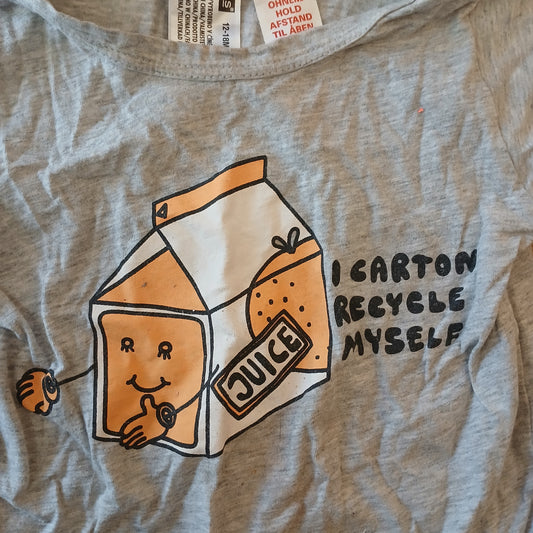 12-18M
OHNEN
HOLD
AFSTAND
TIL ÅBEN
I CARTON
RECYCLE
MYSELF
JUICE